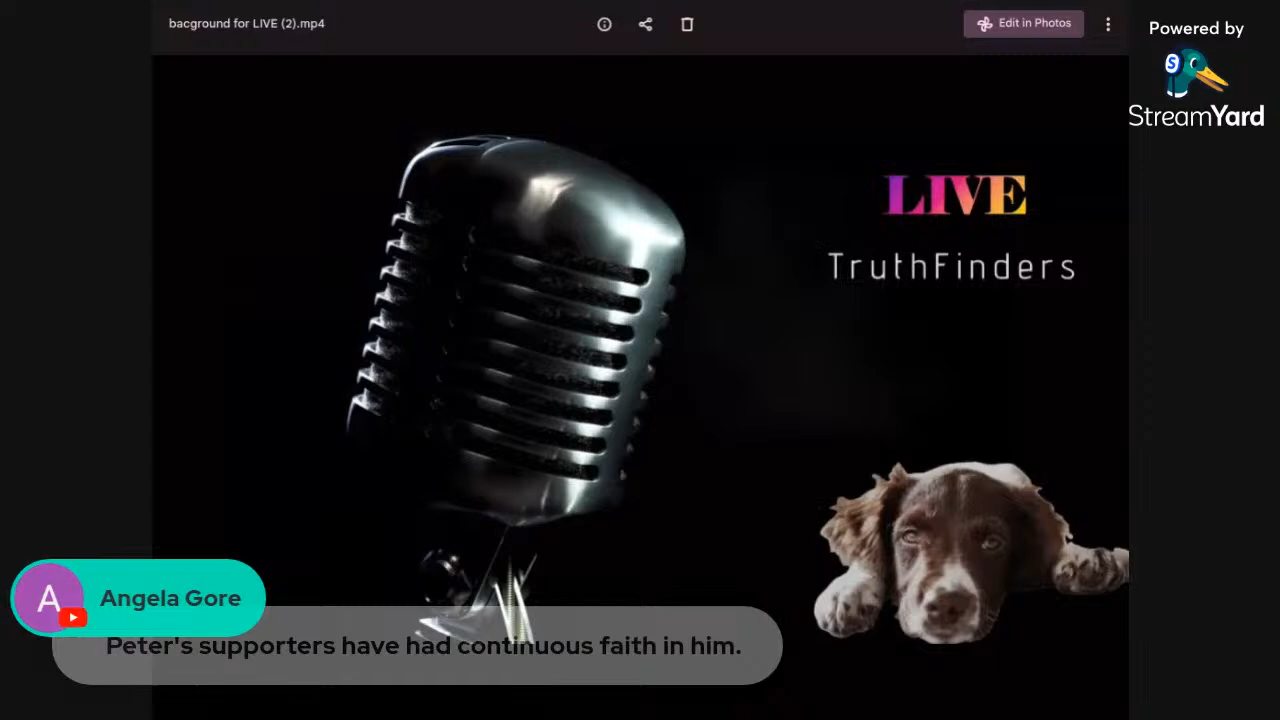 bacground for LIVE (2).mp4
Edit in Photos
Powered by
S
StreamYard
LIVE
TruthFinders
A
Angela Gore
Peter's supporters have had continuous faith in him.